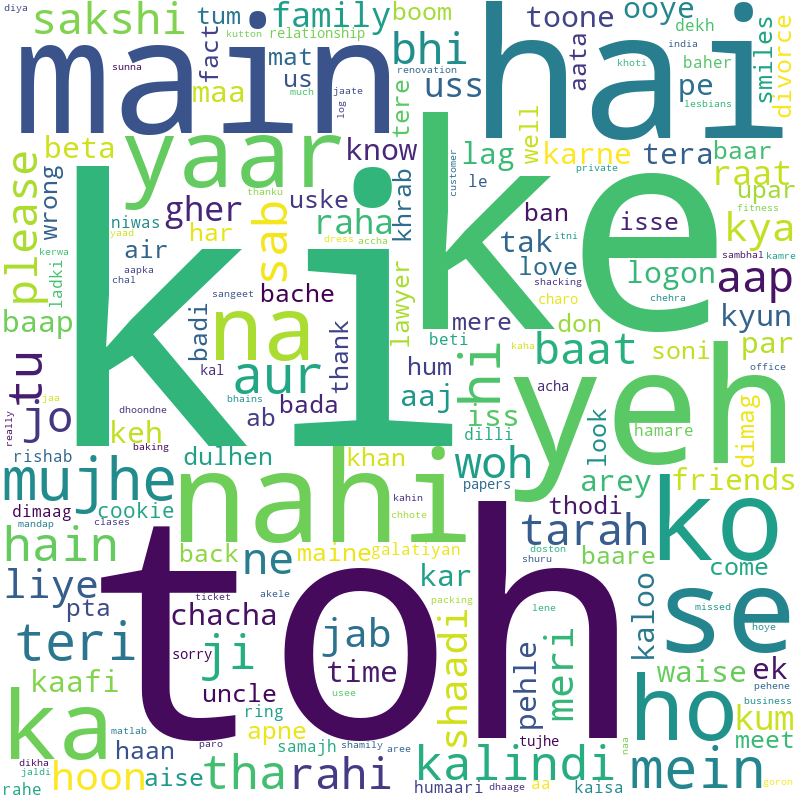 diya
sakshi
tum
kutton
family
relationship
boom
toone
ooye
dekh
india
smiles
divorce
main
hai
fact
mat
us
bhi
renovation
aata
baher
khoti
sunna
much
jaate
log
maa
tere
uss
pe
lesbians
yaar
ki
ke
beta
know
lag
well
karne
tera
baar
raat
upar
please
wrong
gher
uske
thanku
customer
le
private
fitness
niwas
har
sab
raha
khrab
ban
isse
kya
yaad
air
dress
accha
tak
itni
sambhal
kamre
kerwa
ladki
aapka
chal
sangeet
bache
lawyer
love
shacking
logon
aap
baap
badi
na
thank
mere
charo
chehra
kyun
tu
kal
aur
hum
beti
kaha
don
baat
soni
par
office
jaa
bhains
aaj
hi
acha
yeh
jo
dhoondne
ab
bada
iss
look
hamare
dimag
really
keh
baking
dilli
rishab
dulhen
khan
woh
mujhe
nahi
kahin
papers
arey
friends
dimaag
cookie
chhote
thodi
ko
mandap
clases
toh
tarah
hain
back
ne
maine
galatiyan
doston
baare
come
liye
pta
ticket
akele
kar
shuru
se
packing
lene
kaloo
missed
chacha
jab
shaadi
hoye
teri
ji
sorry
time
pehle
meri
waise
ek
pehene
kaafi
uncle
usee
ho
business
ka
ring
kum
apne
kalindi
matlab
paro
samajh
shamily
aree
tujhe
naa
meet
haan
dikha
jaldi
rahe
hoon
aise
tha
rahi
humaari
dhaage
aa
kaisa
mein
goron